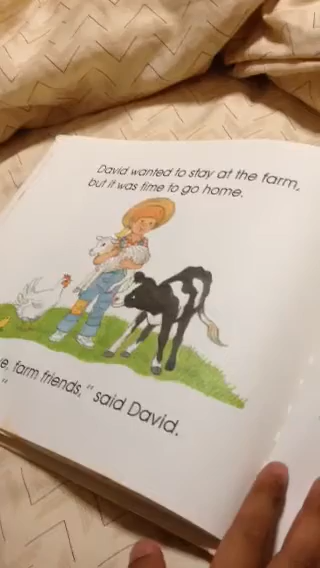 David wanted to stay at the farm,
but it was time to go home.
farm friends," said David.
"